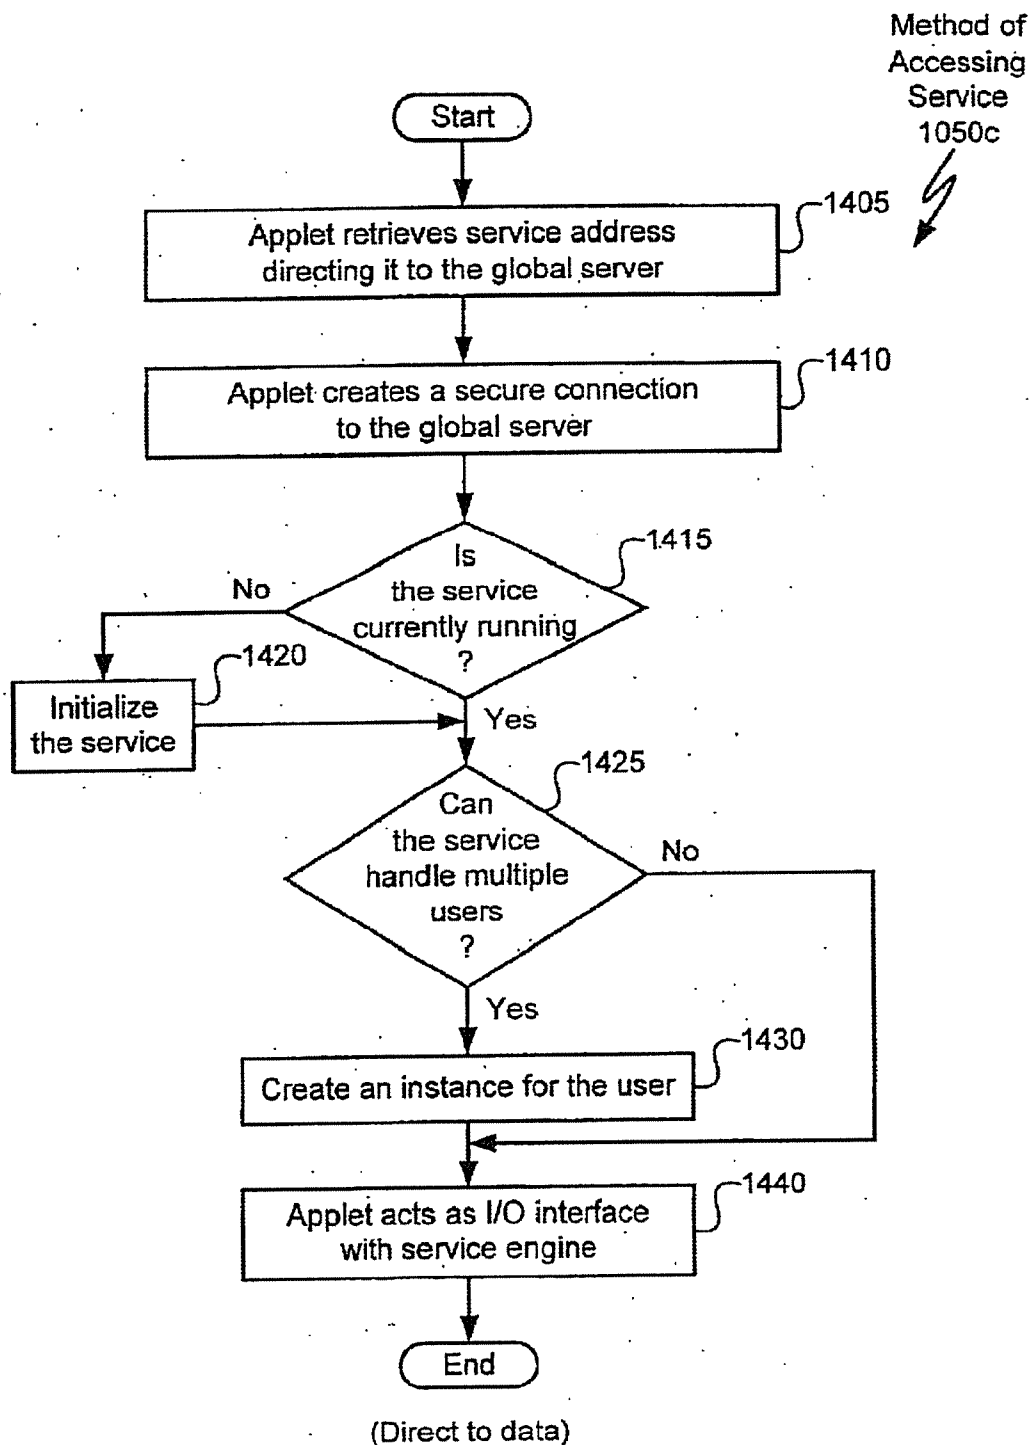 Method of
Accessing
Service
1050c
Start
1405
Applet retrieves service address
directing it to the global server
1410
Applet creates a secure connection
to the global server
1415
Is
the service
currently running
?
No
1420
Initialize
the service
Yes
1425
Can
the service
handle multiple
users
?
No
Yes
1430
Create an instance for the user
1440
Applet acts as I/O interface
with service engine
End
(Direct to data)